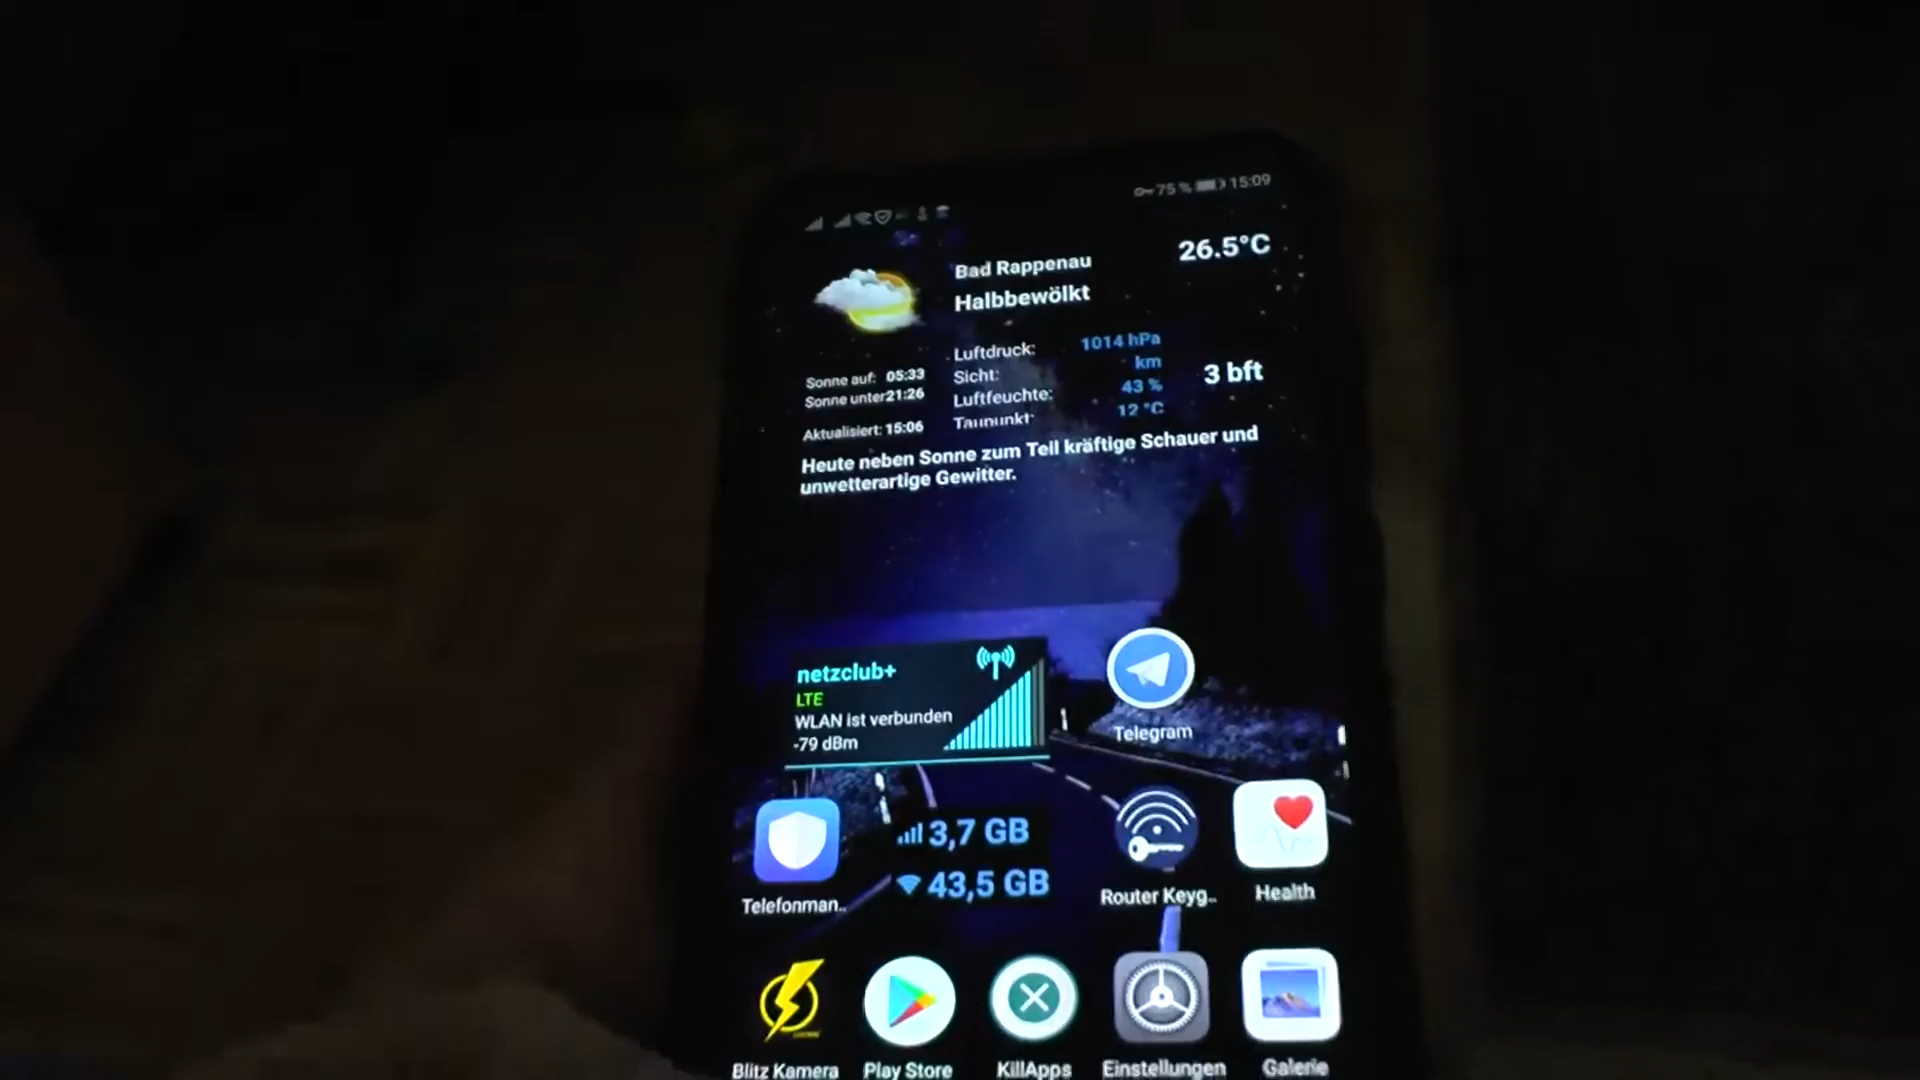 75 % 15:09
26.5°C
Bad Rappenau
Halbbewölkt
Luftdruck: 1014 hPa
Sicht: km
3 bft
Sonne auf: 05:33
Luftfeuchte: 43 %
Sonne unter21:26
Taupunkt: 12 °C
Aktualisiert: 15:06
Heute neben Sonne zum Teil kräftige Schauer und
unwetterartige Gewitter.
netzclub+
LTE
WLAN ist verbunden
-79 dBm
Telegram
3,7 GB
43,5 GB
Telefonman..
Router Keyg..
Health
Blitz Kamera
Play Store
KillApps
Einstellungen
Galerie